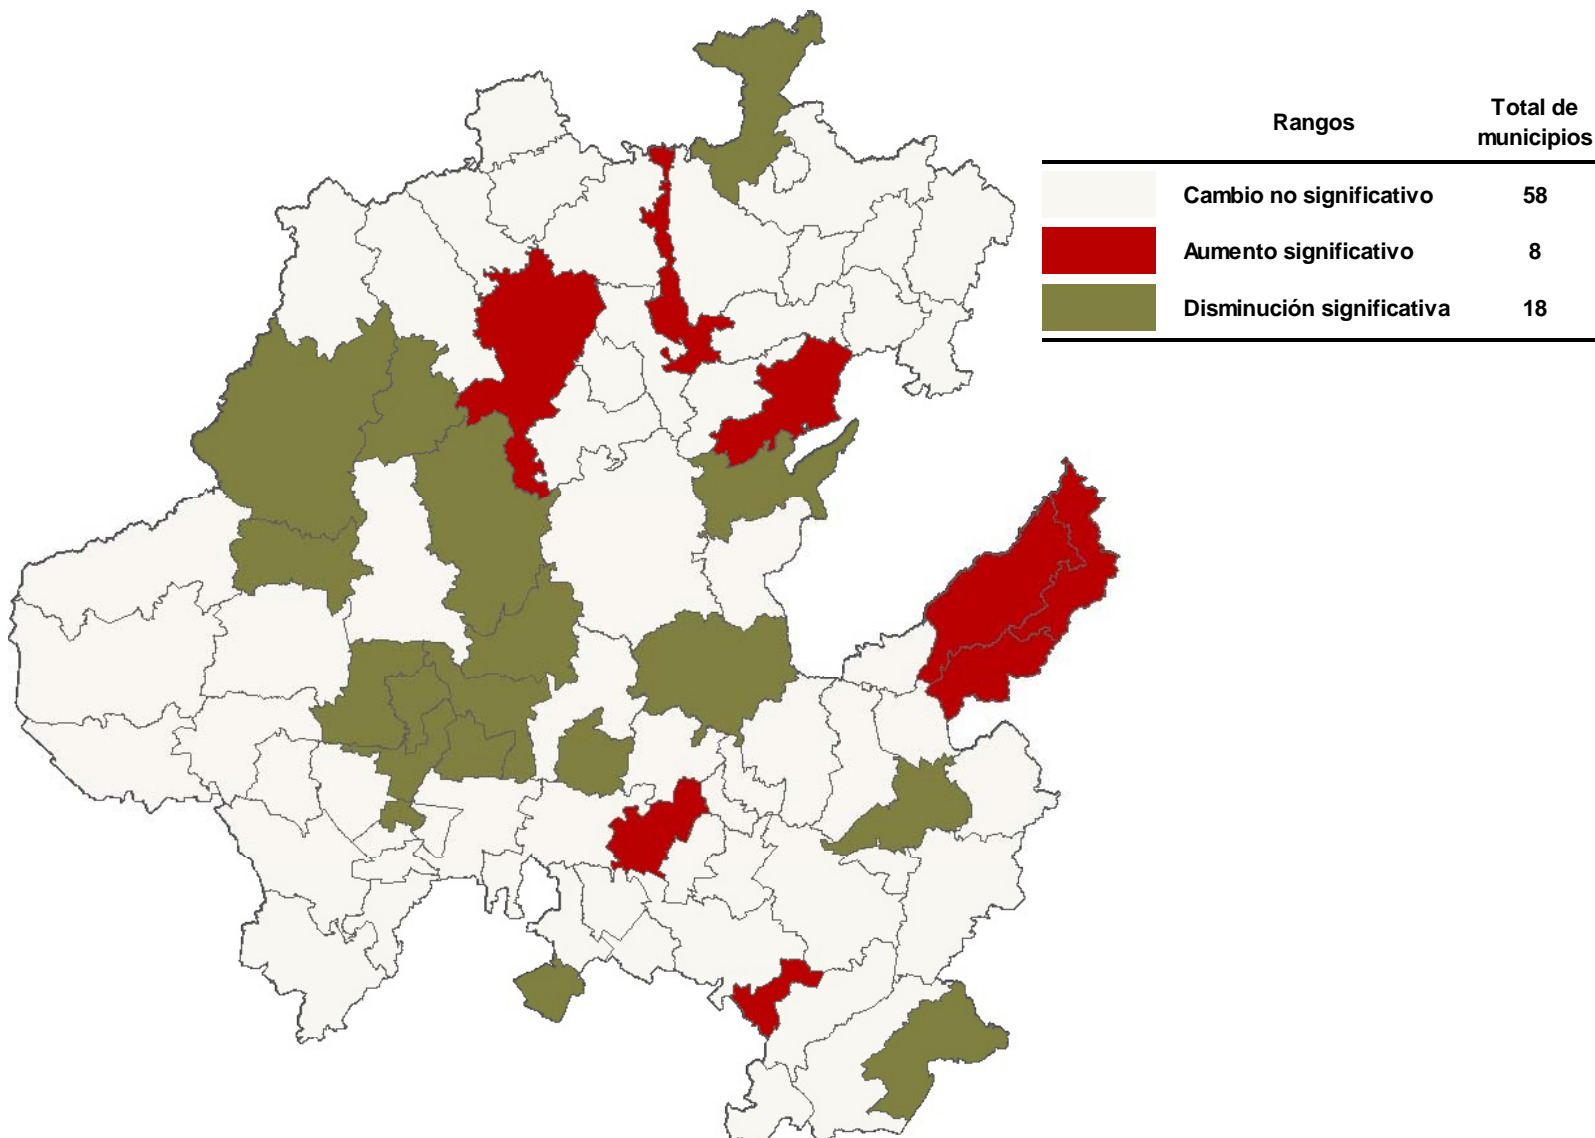 Rangos
Total de
municipios
Cambio no significativo 58
Aumento significativo 8
Disminución significativa 18